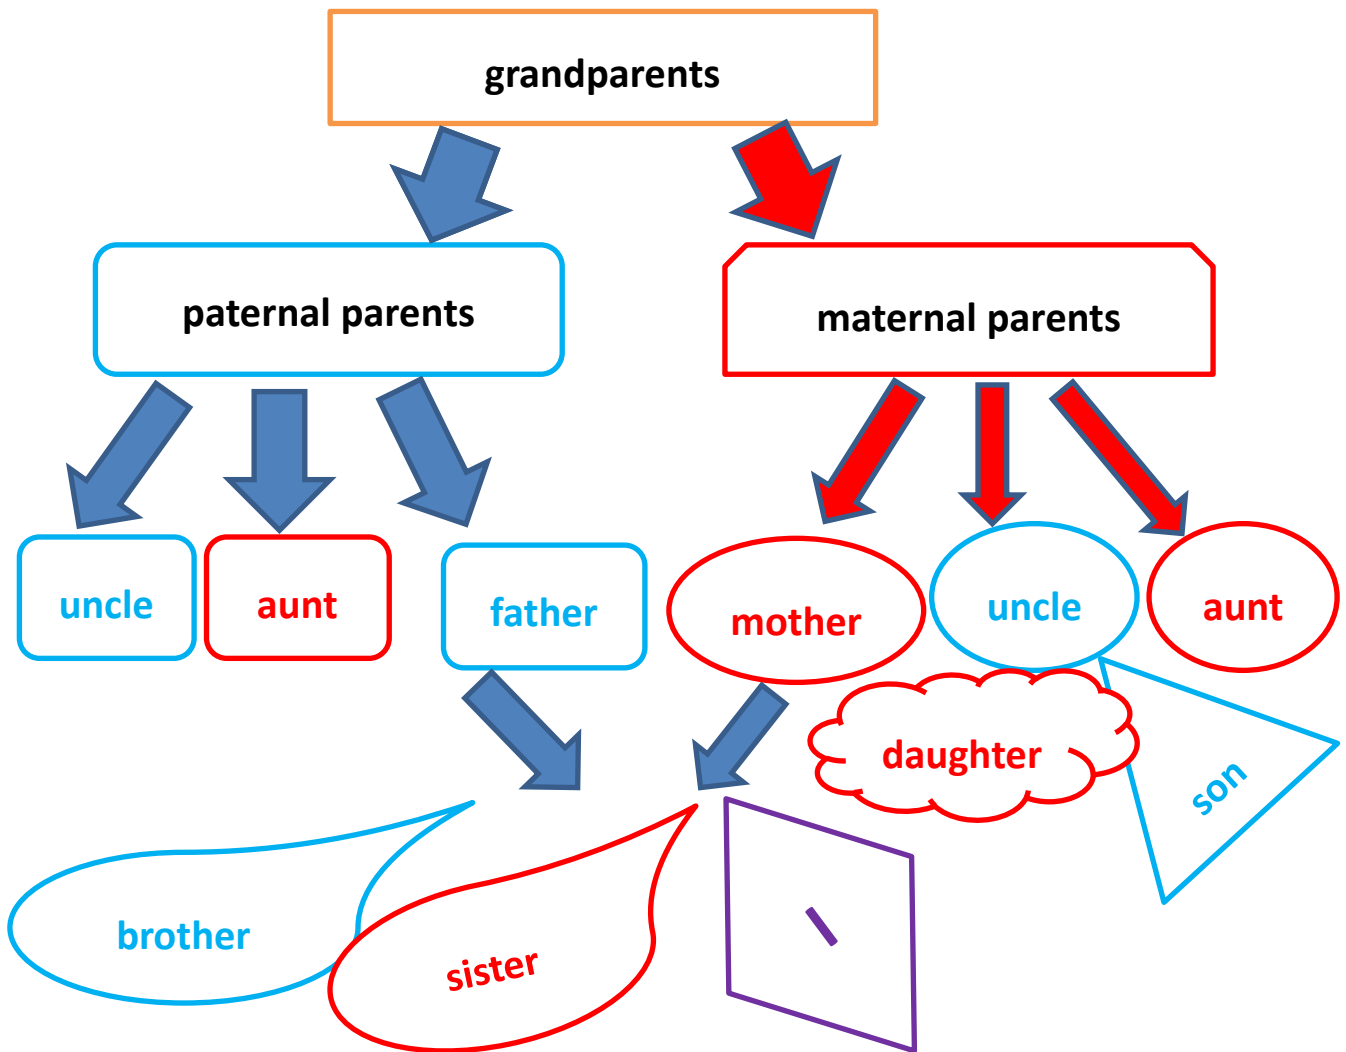 grandparents
paternal parents
maternal parents
uncle
aunt
father
mother
uncle
aunt
daughter
son
brother
sister
I